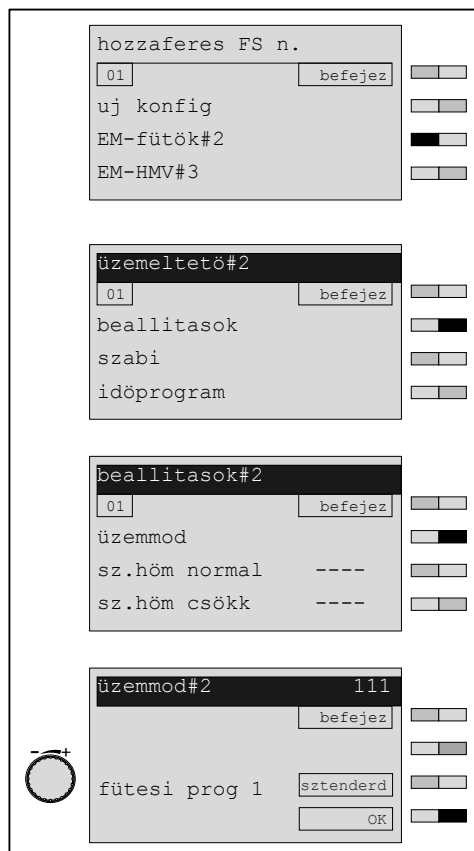 hozzaferes FS n.
01 befejez
uj konfig
EM-fütök#2
EM-HMV#3
üzemeltetö#2
01 befejez
beallitasok
szabi
idöprogram
beallitasok#2
01 befejez
üzemmod
sz.höm normal ----
sz.höm csökk ----
üzemmod#2 111
befejez
- +
fütesi prog 1 sztenderd
OK